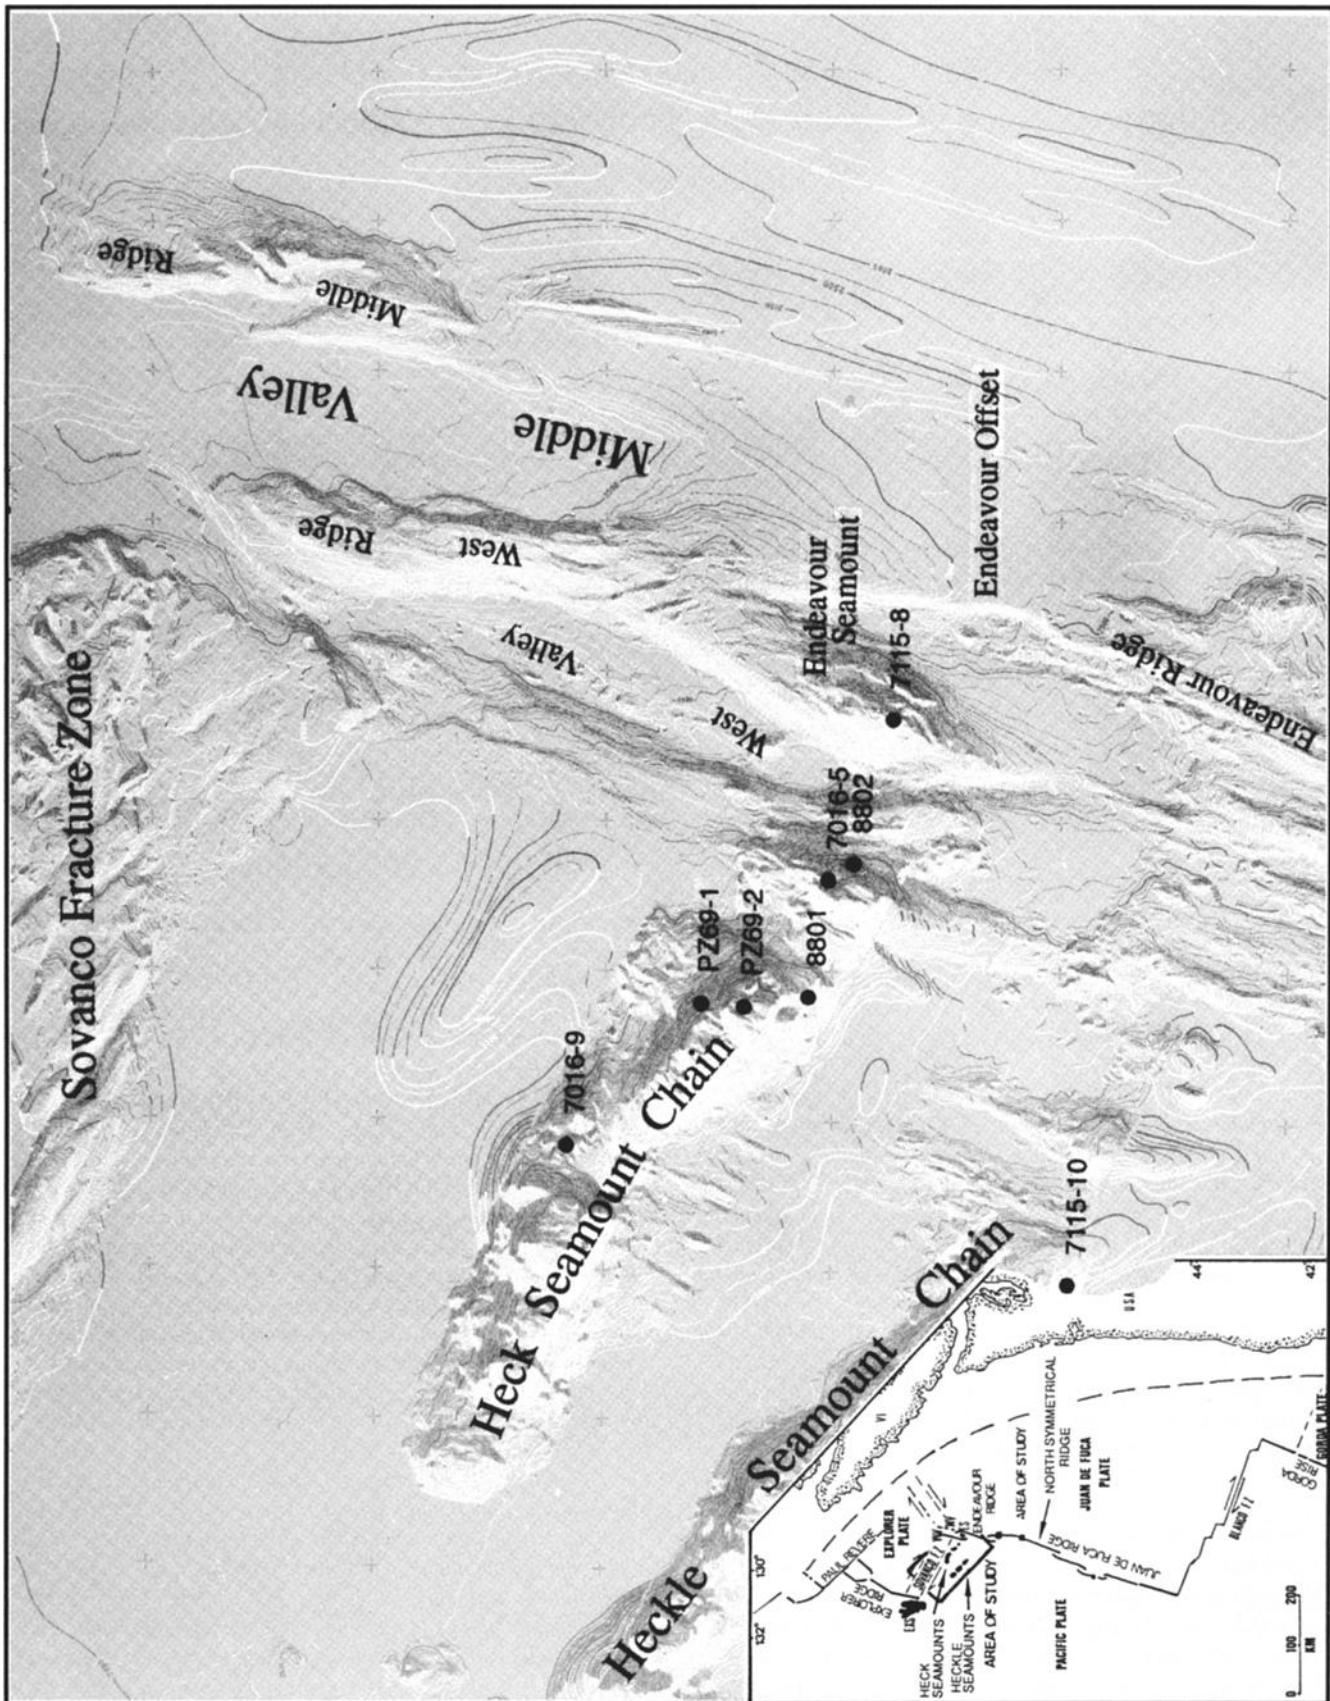 Sovanco Fracture Zone
Ridge
Middle
Valley
Middle
Ridge
West
Valley
West
Endeavour
Seamount
Endeavour Offset
Endeavour Ridge
7115-8
7016-5
8802
PZ69-1
PZ69-2
8801
7016-9
Heck Seamount Chain
7115-10
Heckle Seamount Chain
44°
42°
USA
VI
130°
132°
PAUL REVERE
EXPLORER
RIDGE
EXPLORER
PLATE
SOVANCO F.Z.
ENDEAVOUR
RIDGE
HECK
SEAMOUNTS
HECKLE
SEAMOUNTS
AREA OF STUDY
AREA OF STUDY
NORTH SYMMETRICAL
RIDGE
JUAN DE FUCA
PLATE
JUAN DE FUCA RIDGE
PACIFIC PLATE
BLANCO F.Z.
GORDA
RISE
GORDA PLATE
0 100 200
KM